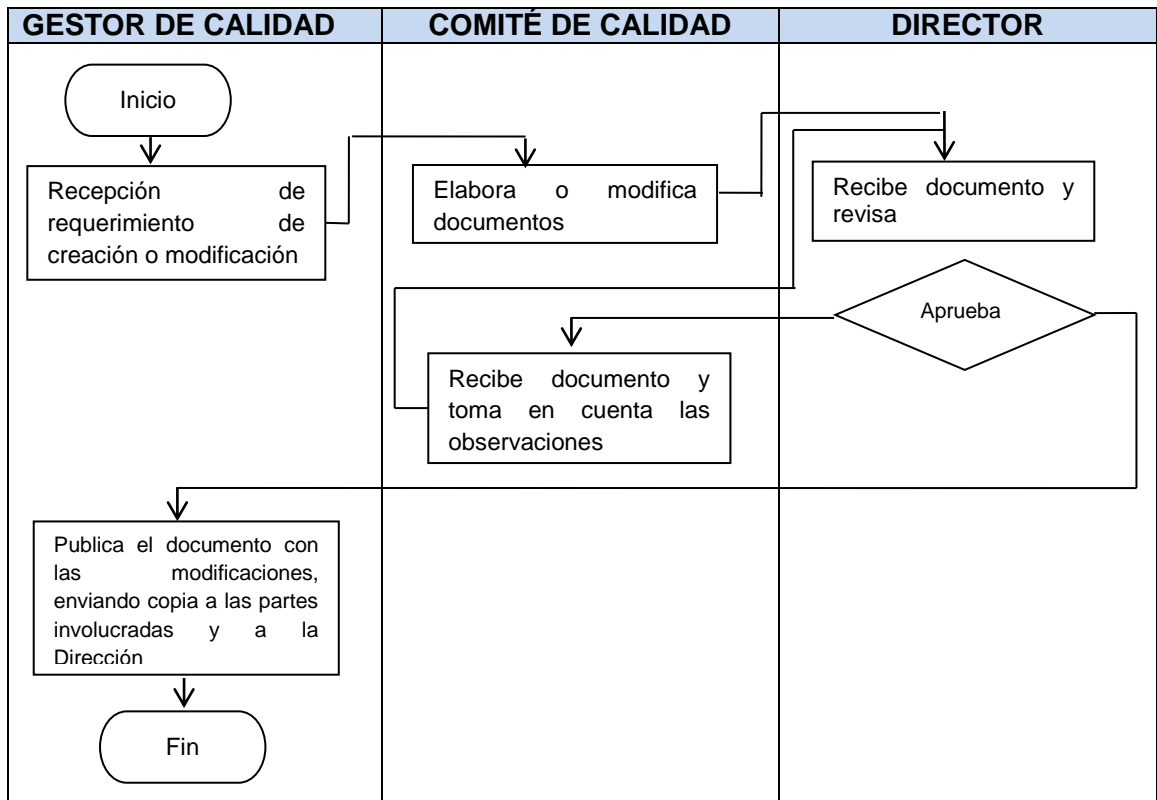 GESTOR DE CALIDAD
COMITÉ DE CALIDAD
DIRECTOR
Inicio
Recepción de
requerimiento de
creación o modificación
Elabora o modifica
documentos
Recibe documento y
revisa
Aprueba
Recibe documento y
toma en cuenta las
observaciones
Publica el documento con
las modificaciones,
enviando copia a las partes
involucradas y a la
Dirección
Fin